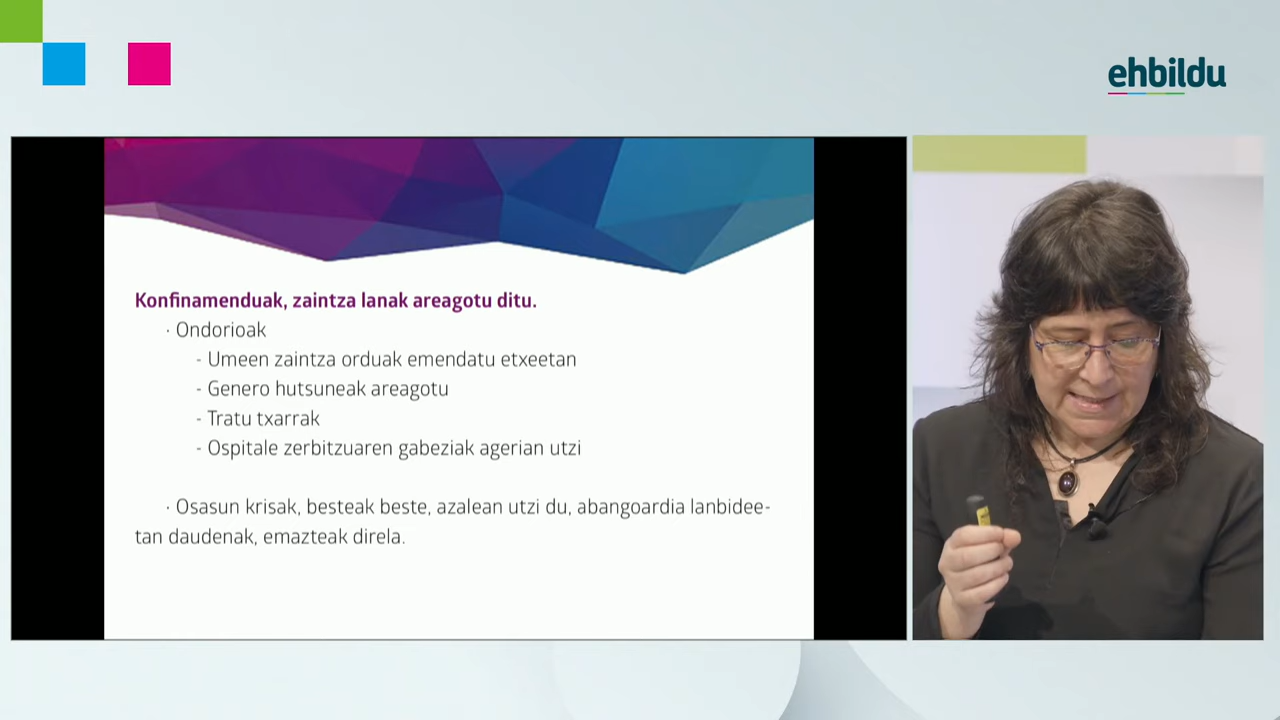 ehbildu
Konfinamenduak, zaintza lanak areagotu ditu.
· Ondorioak
- Umeen zaintza orduak emendatu etxeetan
- Genero hutsuneak areagotu
- Tratu txarrak
- Ospitale zerbitzuaren gabeziak agerian utzi
· Osasun krisak, besteak beste, azalean utzi du, abangoardia lanbidee-
tan daudenak, emazteak direla.